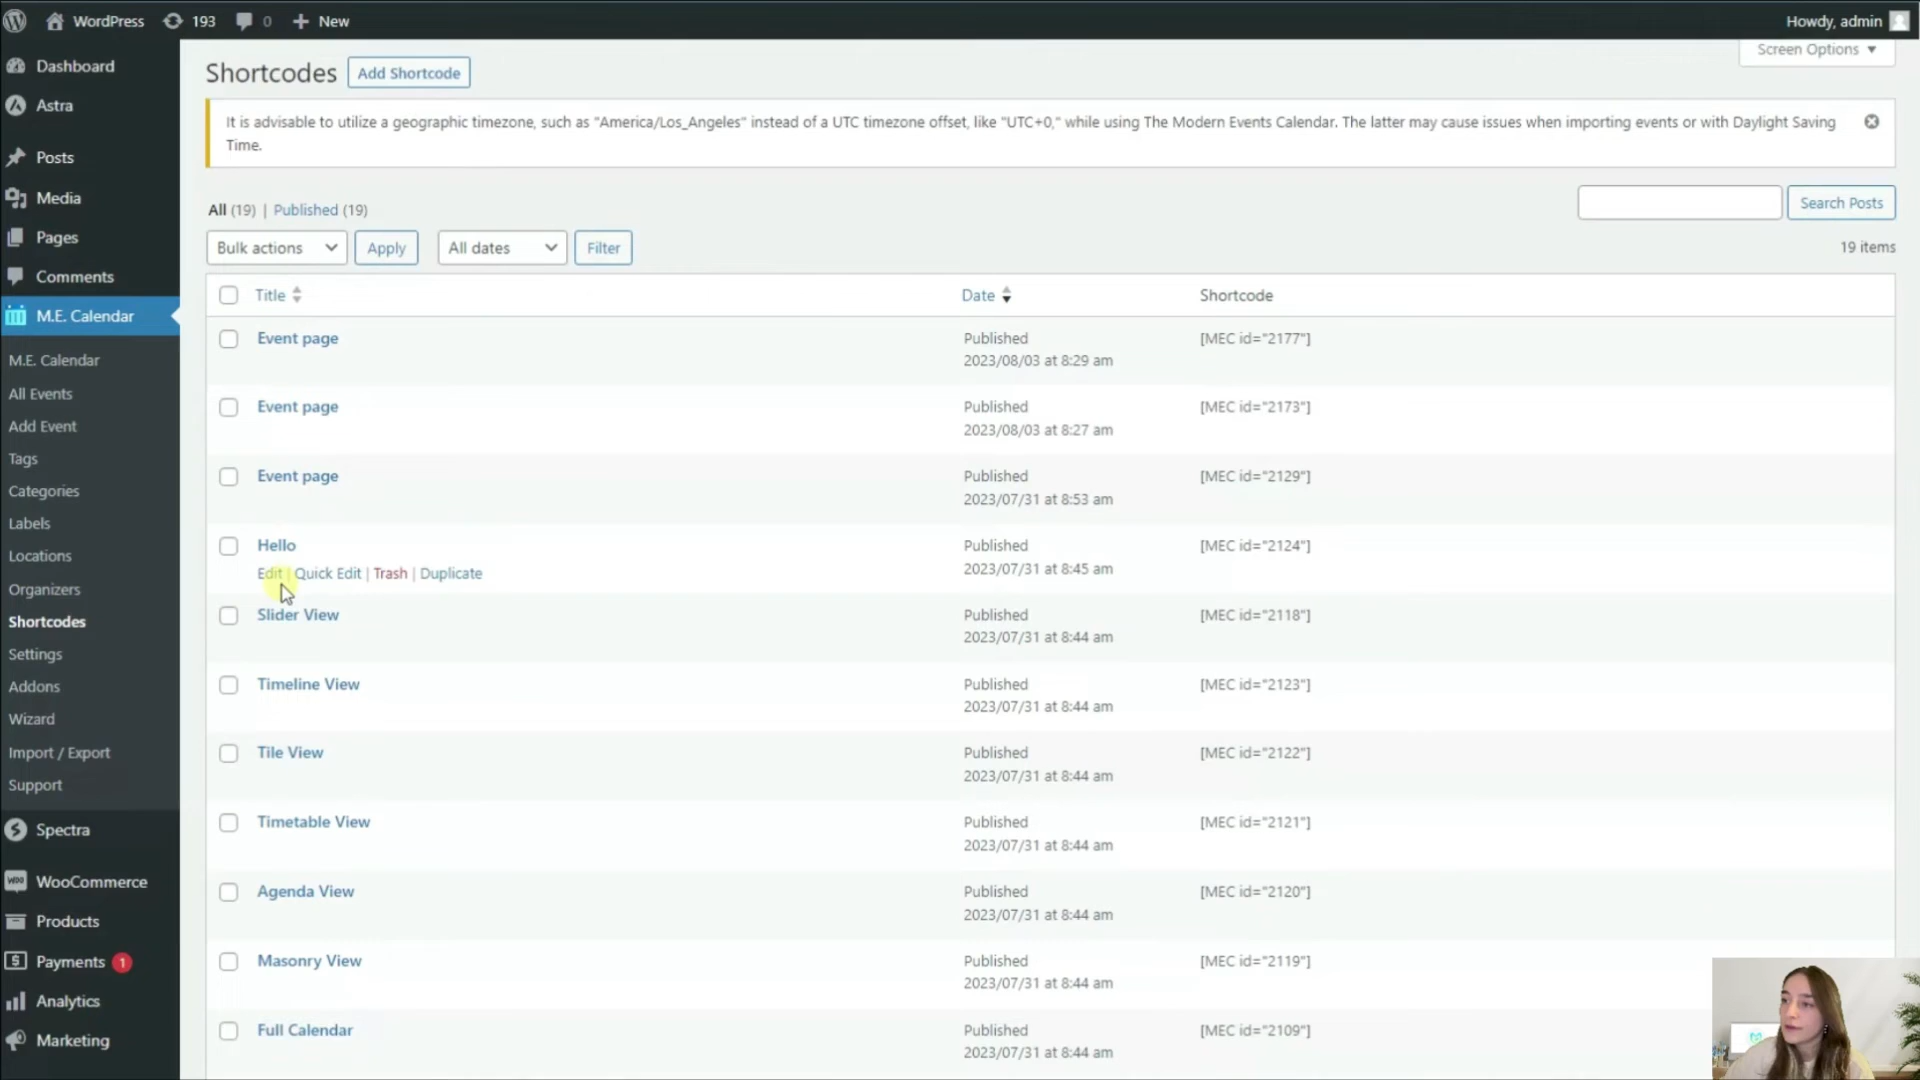 WordPress 193 0 New Howdy, admin
Dashboard
Astra
Posts
Media
Pages
Comments
M.E. Calendar
M.E. Calendar
All Events
Add Event
Tags
Categories
Labels
Locations
Organizers
Shortcodes
Settings
Addons
Wizard
Import / Export
Support
Spectra
WooCommerce
Products
Payments 1
Analytics
Marketing
Screen Options
Shortcodes Add Shortcode
It is advisable to utilize a geographic timezone, such as "America/Los_Angeles" instead of a UTC timezone offset, like "UTC+0," while using The Modern Events Calendar. The latter may cause issues when importing events or with Daylight Saving
Time.
All (19) | Published (19)
Search Posts
Bulk actions Apply All dates Filter
19 items
Title Date Shortcode
Event page Published [MEC id="2177"]
2023/08/03 at 8:29 am
Event page Published [MEC id="2173"]
2023/08/03 at 8:27 am
Event page Published [MEC id="2129"]
2023/07/31 at 8:53 am
Hello Published [MEC id="2124"]
Edit | Quick Edit | Trash | Duplicate 2023/07/31 at 8:45 am
Slider View Published [MEC id="2118"]
2023/07/31 at 8:44 am
Timeline View Published [MEC id="2123"]
2023/07/31 at 8:44 am
Tile View Published [MEC id="2122"]
2023/07/31 at 8:44 am
Timetable View Published [MEC id="2121"]
2023/07/31 at 8:44 am
Agenda View Published [MEC id="2120"]
2023/07/31 at 8:44 am
Masonry View Published [MEC id="2119"]
2023/07/31 at 8:44 am
Full Calendar Published [MEC id="2109"]
2023/07/31 at 8:44 am